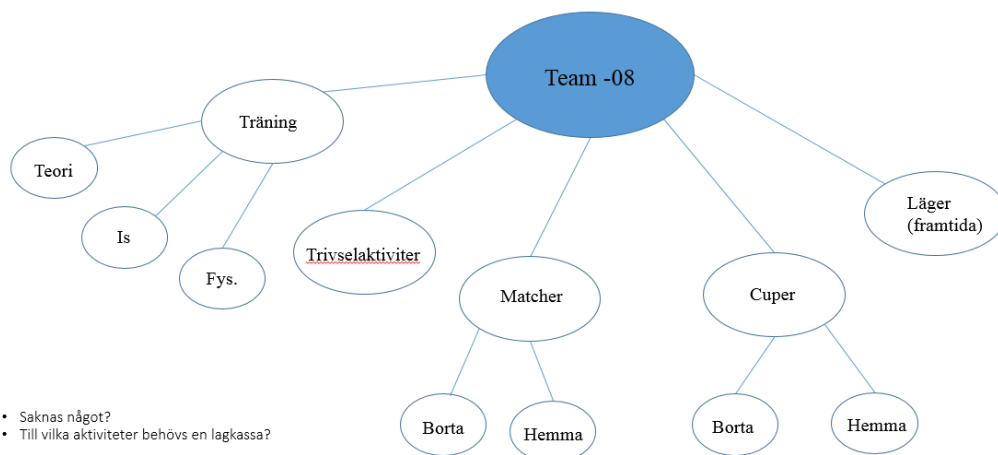 Team -08
Träning
Teori
Is
Fys.
Trivselaktiviter
Matcher
Borta
Hemma
Cuper
Borta
Hemma
Läger
(framtida)
• Saknas något?
• Till vilka aktiviteter behövs en lagkassa?